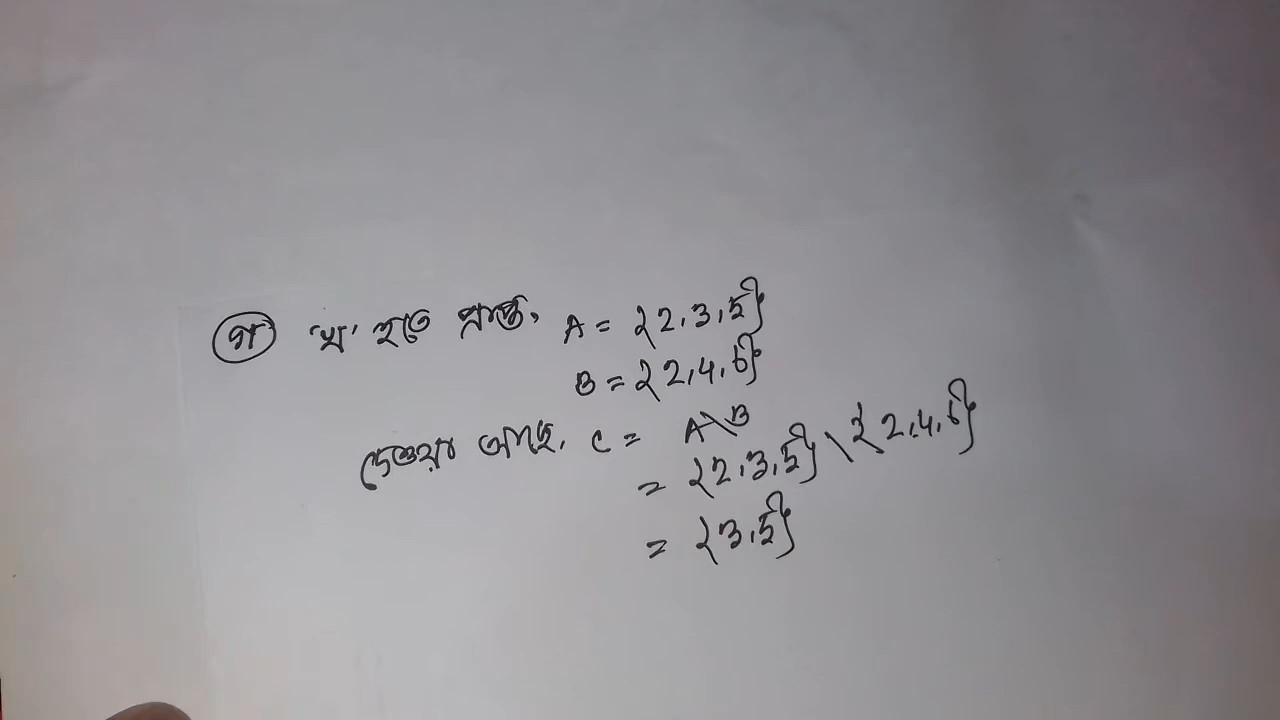 গ 'খ' হতে প্রাপ্ত, A = {2,3,5}
B = {2,4,6}
দেওয়া আছে, C = A\B
= {2,3,5} \ {2,4,6}
= {3,5}